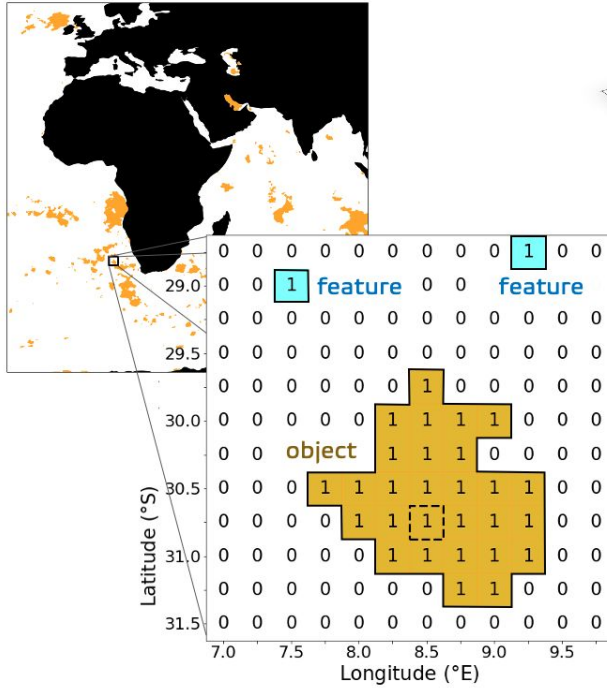 0 0 0 0 0 0 0 0 0 1 0 0
29.0 0 0 1 feature 0 0 feature
0 0 0 0 0 0 0 0 0 0 0 0
29.5 0 0 0 0 0 0 0 0 0 0 0 0
0 0 0 0 0 0 1 0 0 0 0 0
30.0 0 0 0 0 0 1 1 1 1 0 0 0
0 0 object 1 1 1 0 0 0 0
30.5 0 0 0 1 1 1 1 1 1 1 0 0
0 0 0 0 1 1 1 1 1 1 0 0
31.0 0 0 0 0 0 1 1 1 1 1 0 0
0 0 0 0 0 0 0 1 1 0 0 0
31.5 0 0 0 0 0 0 0 0 0 0 0 0
Latitude (°S)
7.0 7.5 8.0 8.5 9.0 9.5
Longitude (°E)